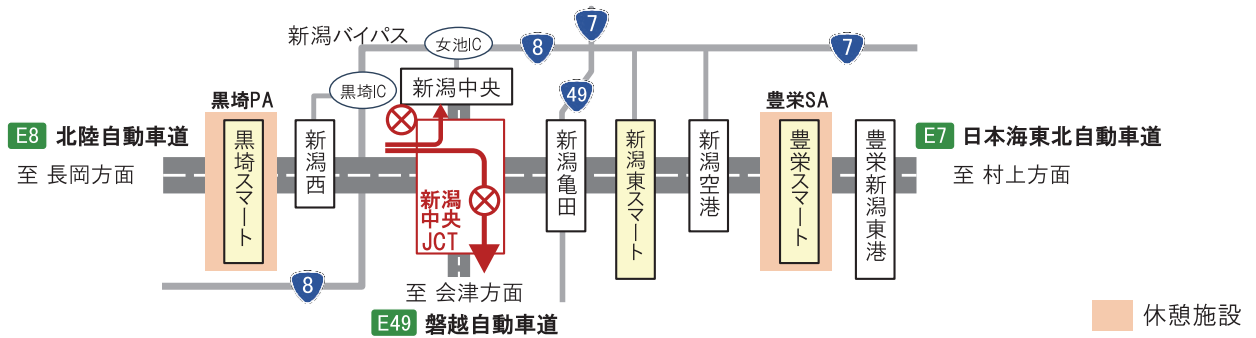 新潟バイパス
女池IC
8
7
7
黒埼IC
新潟中央
49
黒埼PA
豊栄SA
E8 北陸自動車道
至 長岡方面
黒埼スマート
新潟西
新潟
中央
JCT
新潟亀田
新潟東スマート
新潟空港
豊栄スマート
豊栄新潟東港
E7 日本海東北自動車道
至 村上方面
8
至 会津方面
E49 磐越自動車道
休憩施設